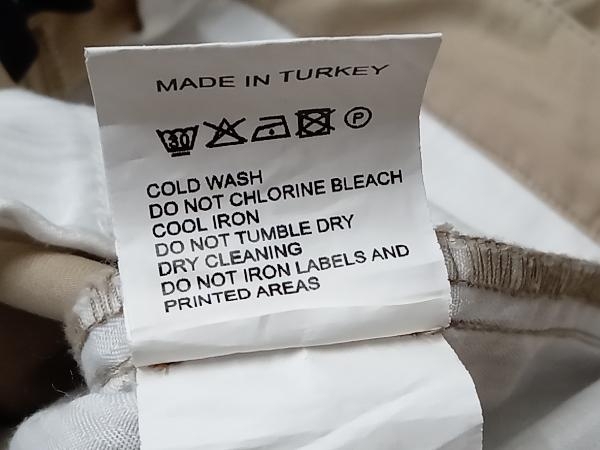 MADE IN TURKEY
30 P
COLD WASH
DO NOT CHLORINE BLEACH
COOL IRON
DO NOT TUMBLE DRY
DRY CLEANING
DO NOT IRON LABELS AND
PRINTED AREAS